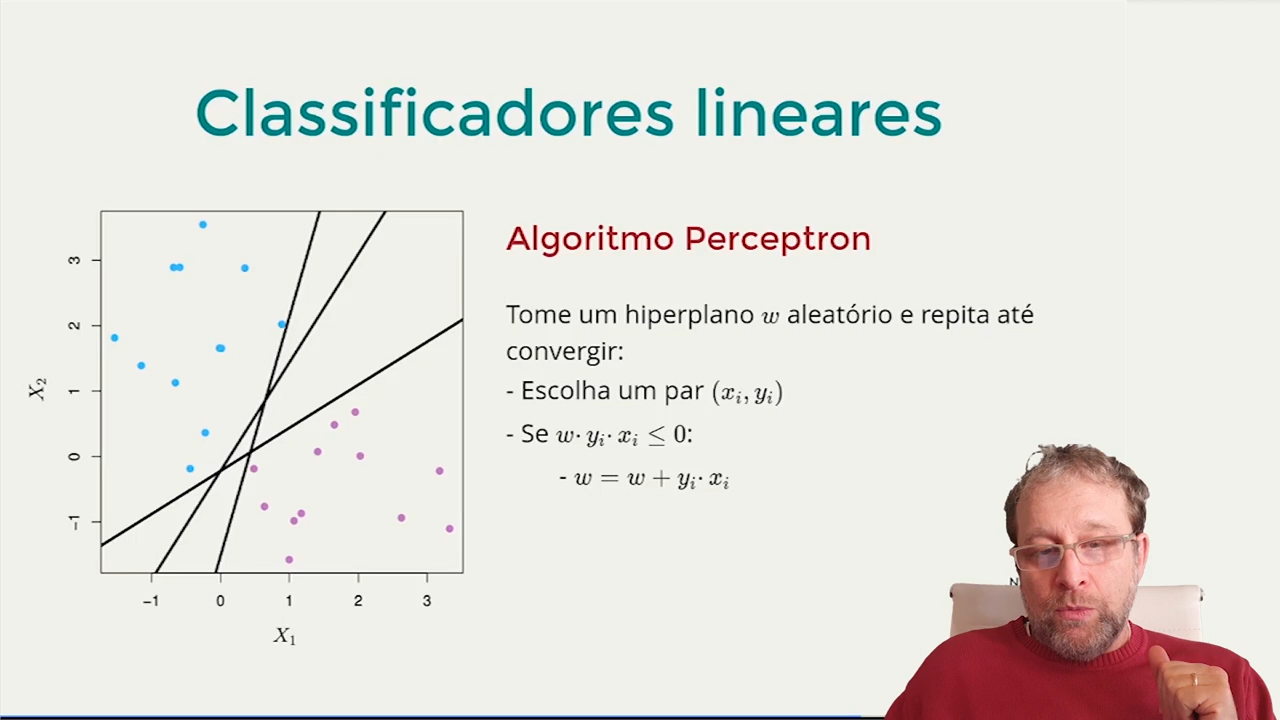 Classificadores lineares
Algoritmo Perceptron
Tome um hiperplano w aleatório e repita até
convergir:
- Escolha um par (xᵢ, yᵢ)
- Se w· yᵢ· xᵢ ≤ 0:
- w = w + yᵢ· xᵢ
3
2
1
0
−1
X₂
−1 0 1 2 3
X₁
N